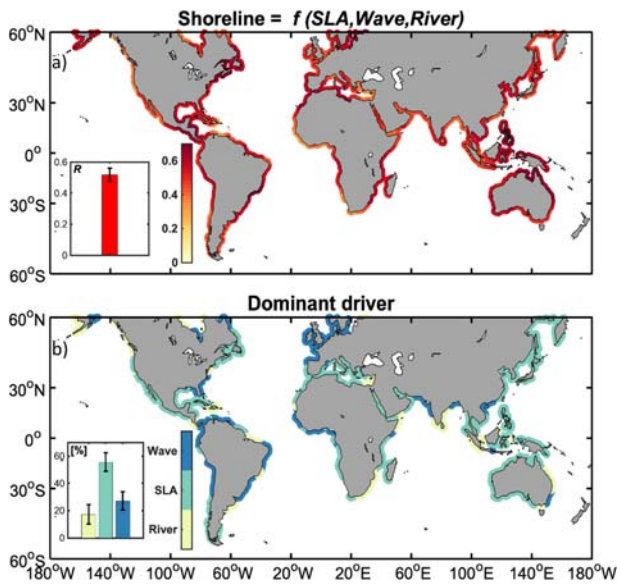 Shoreline = f (SLA,Wave,River)
60°N
a)
30°N
0°
30°S
60°S
R
0.6
0.4
0.2
0
0.6
0.4
0.2
0
Dominant driver
60°N
b)
30°N
0°
30°S
60°S
[%]
60
40
20
0
Wave
SLA
River
180°W 140°W 100°W 60°W 20°W 20°E 60°E 100°E 140°E 180°W